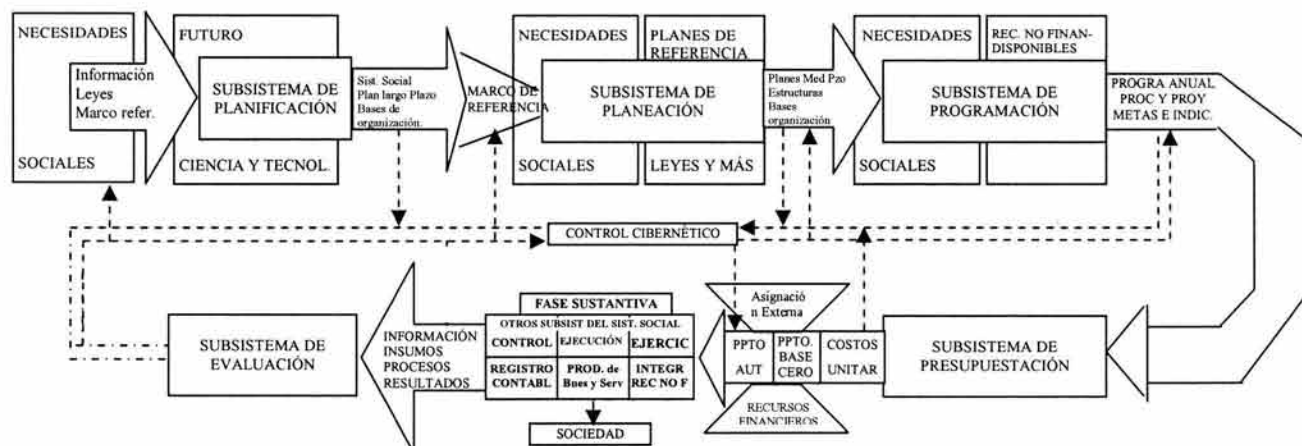 NECESIDADES
Información
Leyes
Marco refer.
SOCIALES
FUTURO
SUBSISTEMA DE
PLANIFICACIÓN
CIENCIA Y TECNOL.
Sist. Social
Plan largo Plazo
Bases de
organización.
MARCO DE
REFERENCIA
NECESIDADES
PLANES DE
REFERENCIA
SUBSISTEMA DE
PLANEACIÓN
SOCIALES
LEYES Y MÁS
Planes Med Pzo
Estructuras
Bases
organización
NECESIDADES
REC. NO FINAN-
DISPONIBLES
SUBSISTEMA DE
PROGRAMACIÓN
SOCIALES
PROGRA ANUAL
PROC Y PROY
METAS E INDIC.
CONTROL CIBERNÉTICO
SUBSISTEMA DE
EVALUACIÓN
INFORMACIÓN
INSUMOS
PROCESOS
RESULTADOS
FASE SUSTANTIVA
OTROS SUBSIST DEL SIST. SOCIAL
CONTROL
EJECUCIÓN
EJERCIC
REGISTRO
CONTABL
PROD. de
Bnes y Serv
INTEGR
REC NO F
SOCIEDAD
Asignació
n Externa
PPTO
AUT
PPTO.
BASE
CERO
COSTOS
UNITAR
RECURSOS
FINANCIEROS
SUBSISTEMA DE
PRESUPUESTACIÓN